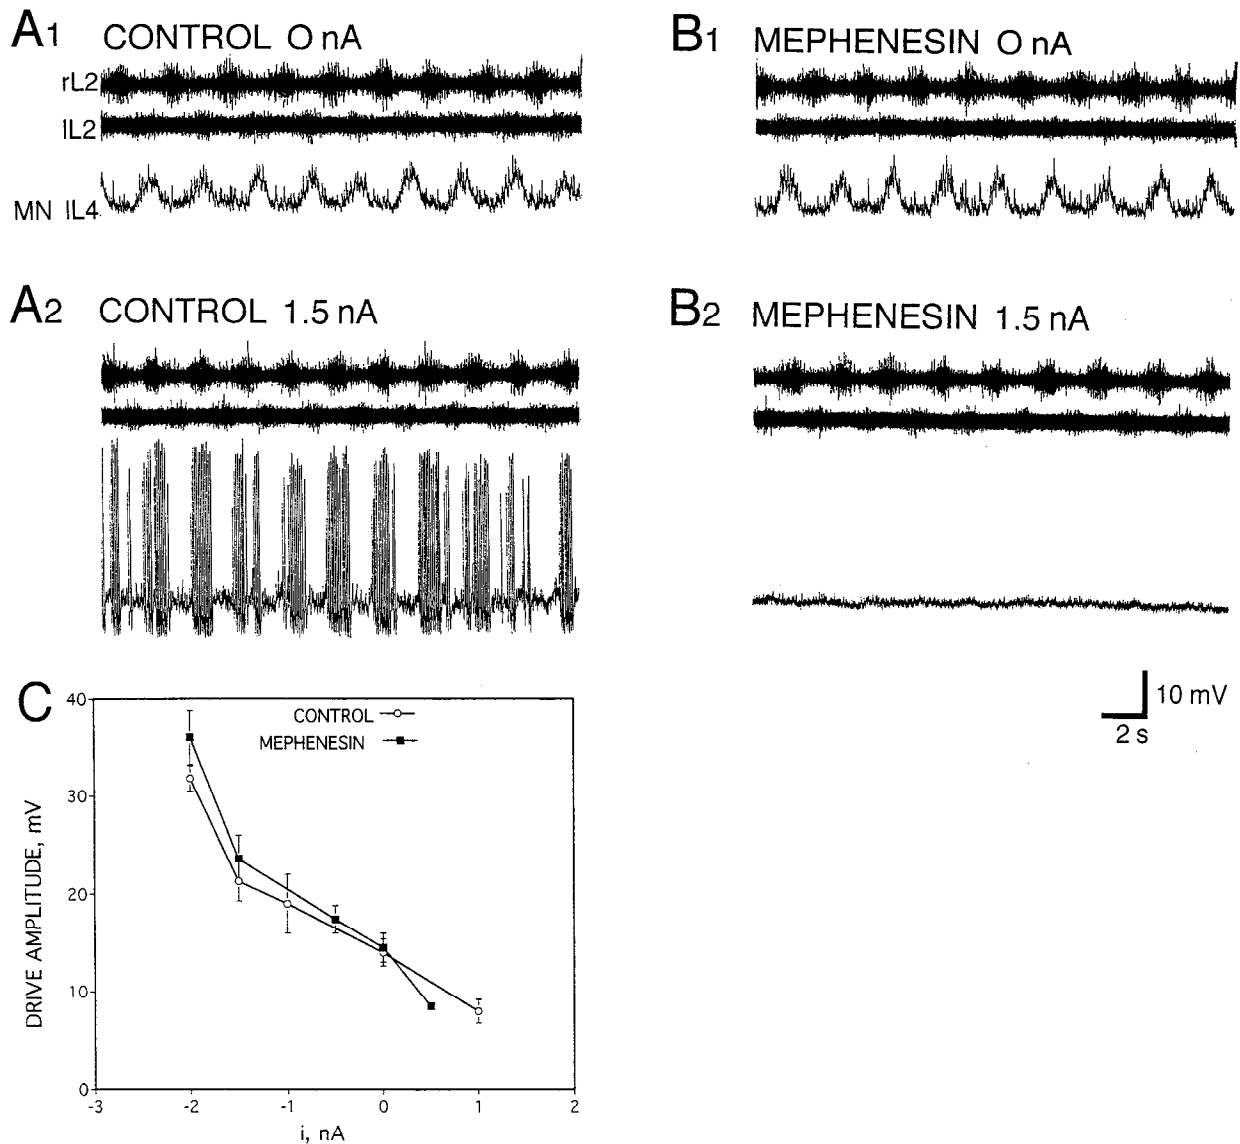 A1 CONTROL 0 nA
rL2
lL2
MN lL4
B1 MEPHENESIN 0 nA
A2 CONTROL 1.5 nA
B2 MEPHENESIN 1.5 nA
10 mV
2 s
C
CONTROL
MEPHENESIN
DRIVE AMPLITUDE, mV
40
30
20
10
0
-3 -2 -1 0 1 2
i, nA